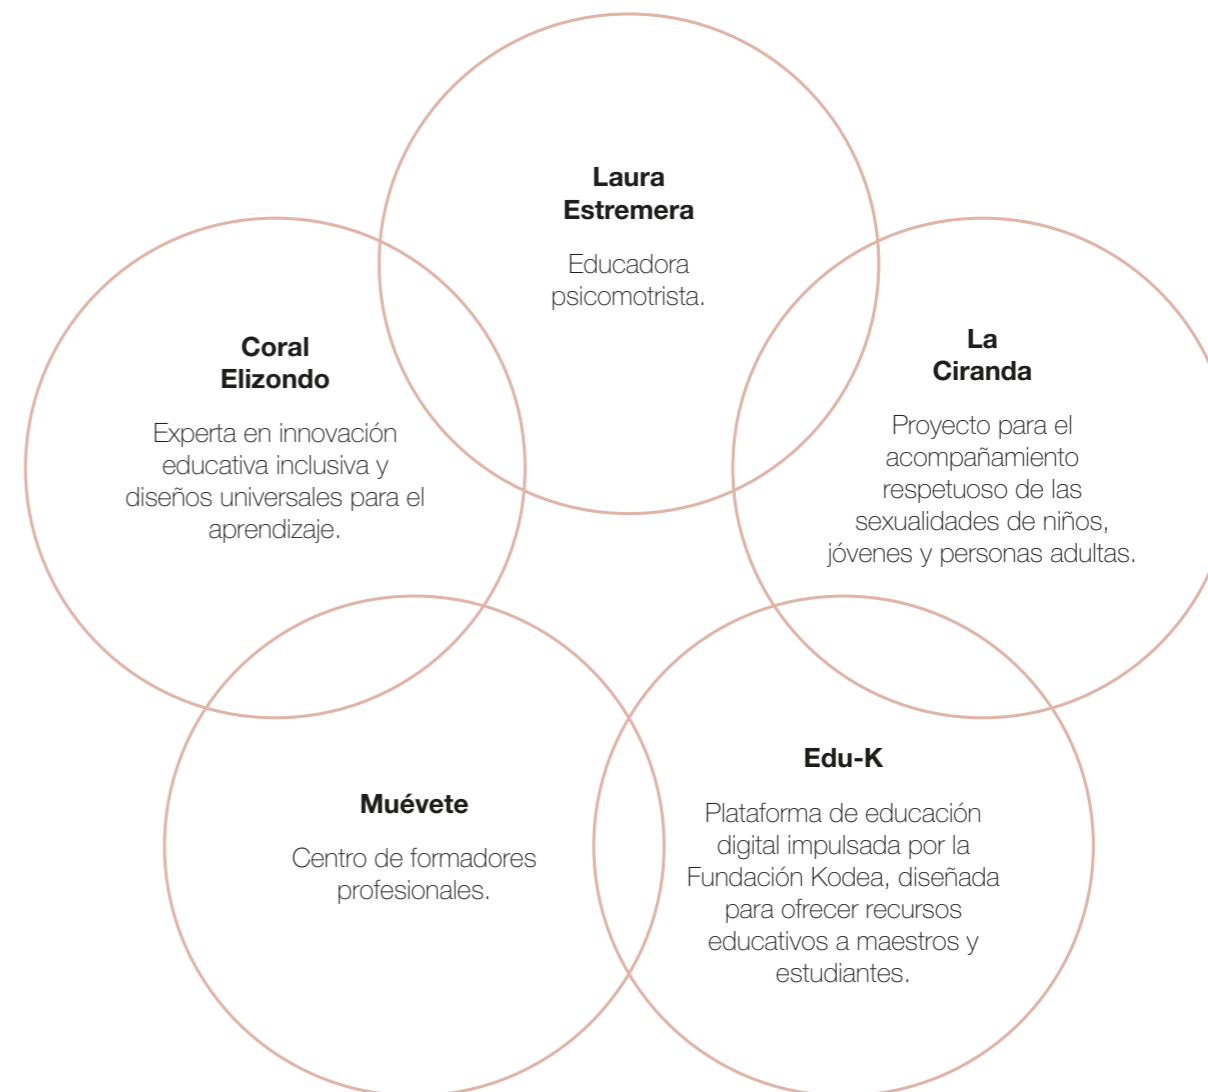 Laura
Estremera
Educadora
psicomotrista.
Coral
Elizondo
Experta en innovación
educativa inclusiva y
diseños universales para el
aprendizaje.
La
Ciranda
Proyecto para el
acompañamiento
respetuoso de las
sexualidades de niños,
jóvenes y personas adultas.
Muévete
Centro de formadores
profesionales.
Edu-K
Plataforma de educación
digital impulsada por la
Fundación Kodea, diseñada
para ofrecer recursos
educativos a maestros y
estudiantes.